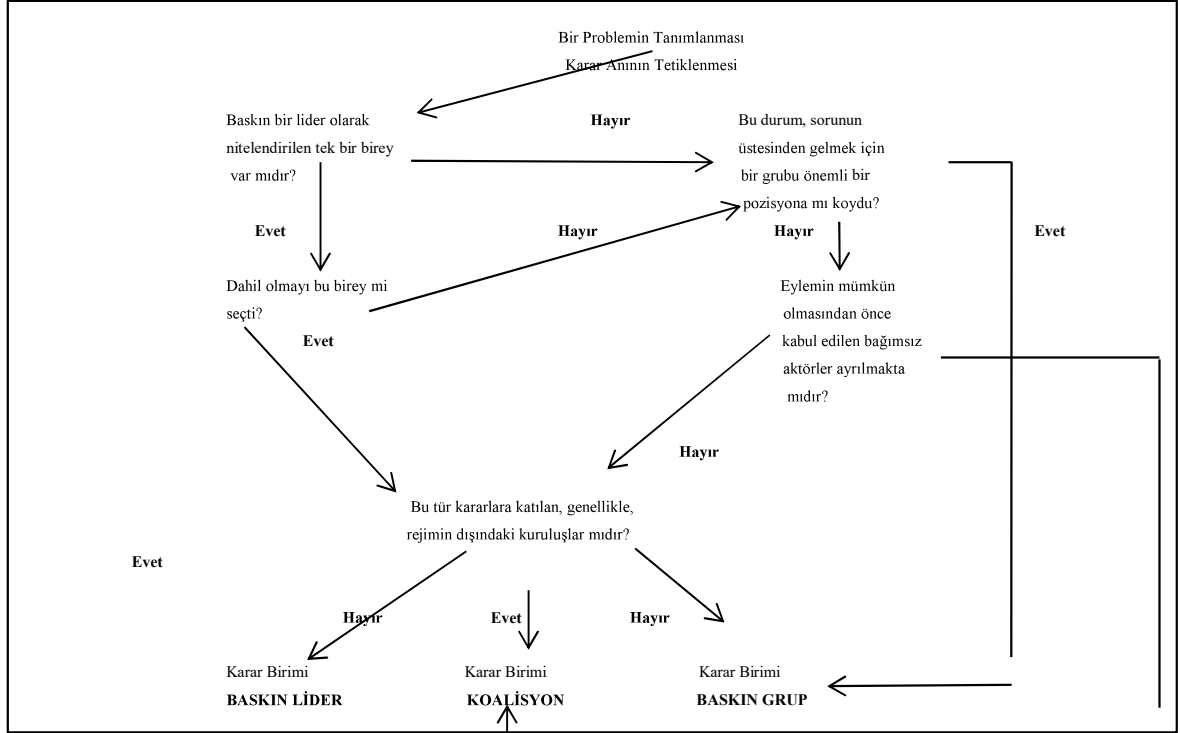 Bir Problemin Tanımlanması
Karar Anının Tetiklenmesi
Baskın bir lider olarak
nitelendirilen tek bir birey
var mıdır?
Hayır
Bu durum, sorunun
üstesinden gelmek için
bir grubu önemli bir
pozisyona mı koydu?
Evet
Hayır
Hayır
Evet
Dahil olmayı bu birey mi
seçti?
Evet
Eylemin mümkün
olmasından önce
kabul edilen bağımsız
aktörler ayrılmakta
mıdır?
Hayır
Bu tür kararlara katılan, genellikle,
rejimin dışındaki kuruluşlar mıdır?
Evet
Hayır
Evet
Hayır
Karar Birimi
BASKIN LİDER
Karar Birimi
KOALİSYON
Karar Birimi
BASKIN GRUP